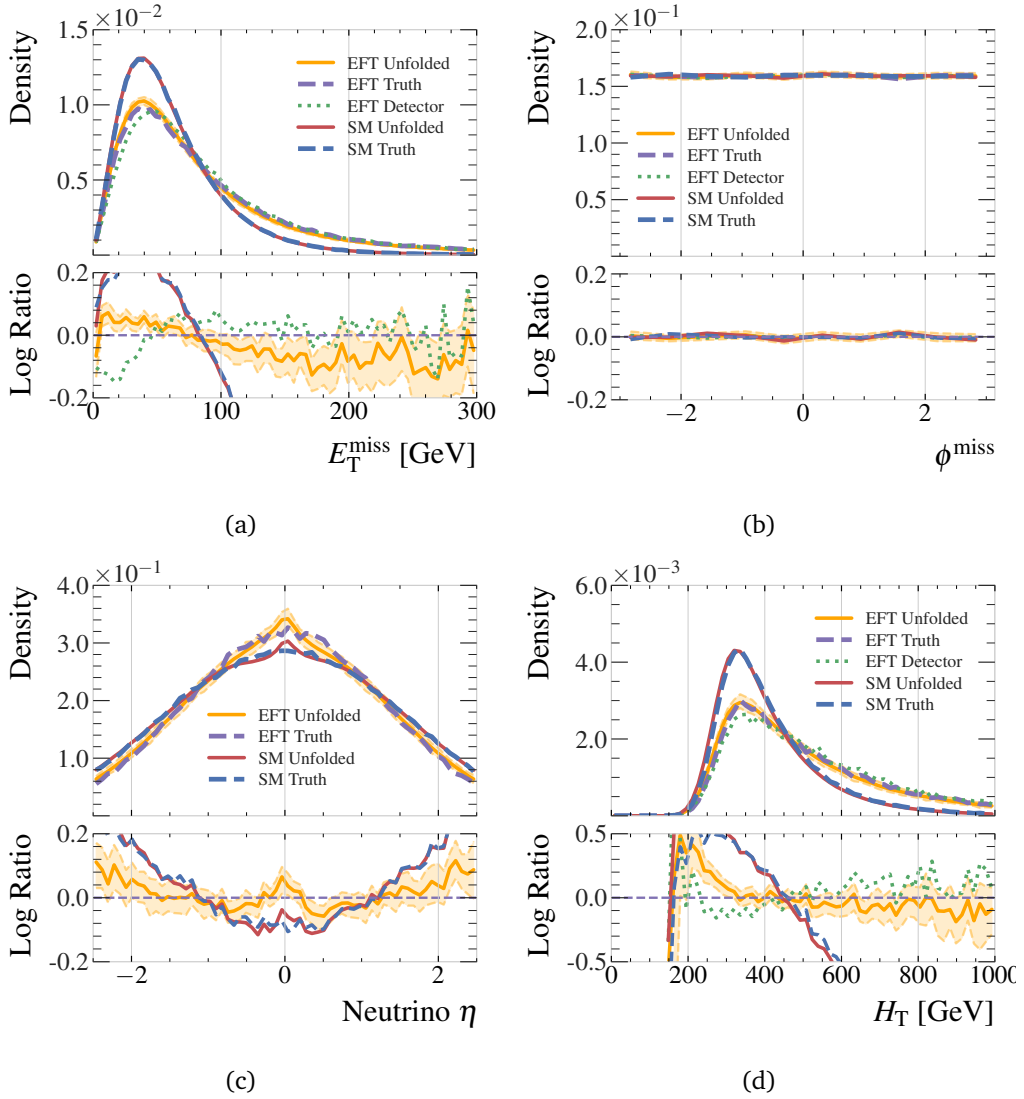 ×10⁻²
1.5
1.0
0.5
Density
EFT Unfolded
EFT Truth
EFT Detector
SM Unfolded
SM Truth
0.2
0.0
-0.2
Log Ratio
0 100 200 300
E_T^miss [GeV]
(a)
×10⁻¹
2.0
1.5
1.0
0.5
Density
EFT Unfolded
EFT Truth
EFT Detector
SM Unfolded
SM Truth
0.2
0.0
-0.2
Log Ratio
−2 0 2
ϕ^miss
(b)
×10⁻¹
4.0
3.0
2.0
1.0
Density
EFT Unfolded
EFT Truth
SM Unfolded
SM Truth
0.2
0.0
-0.2
Log Ratio
−2 0 2
Neutrino η
(c)
×10⁻³
6.0
4.0
2.0
Density
EFT Unfolded
EFT Truth
EFT Detector
SM Unfolded
SM Truth
0.5
0.0
-0.5
Log Ratio
0 200 400 600 800 1000
H_T [GeV]
(d)